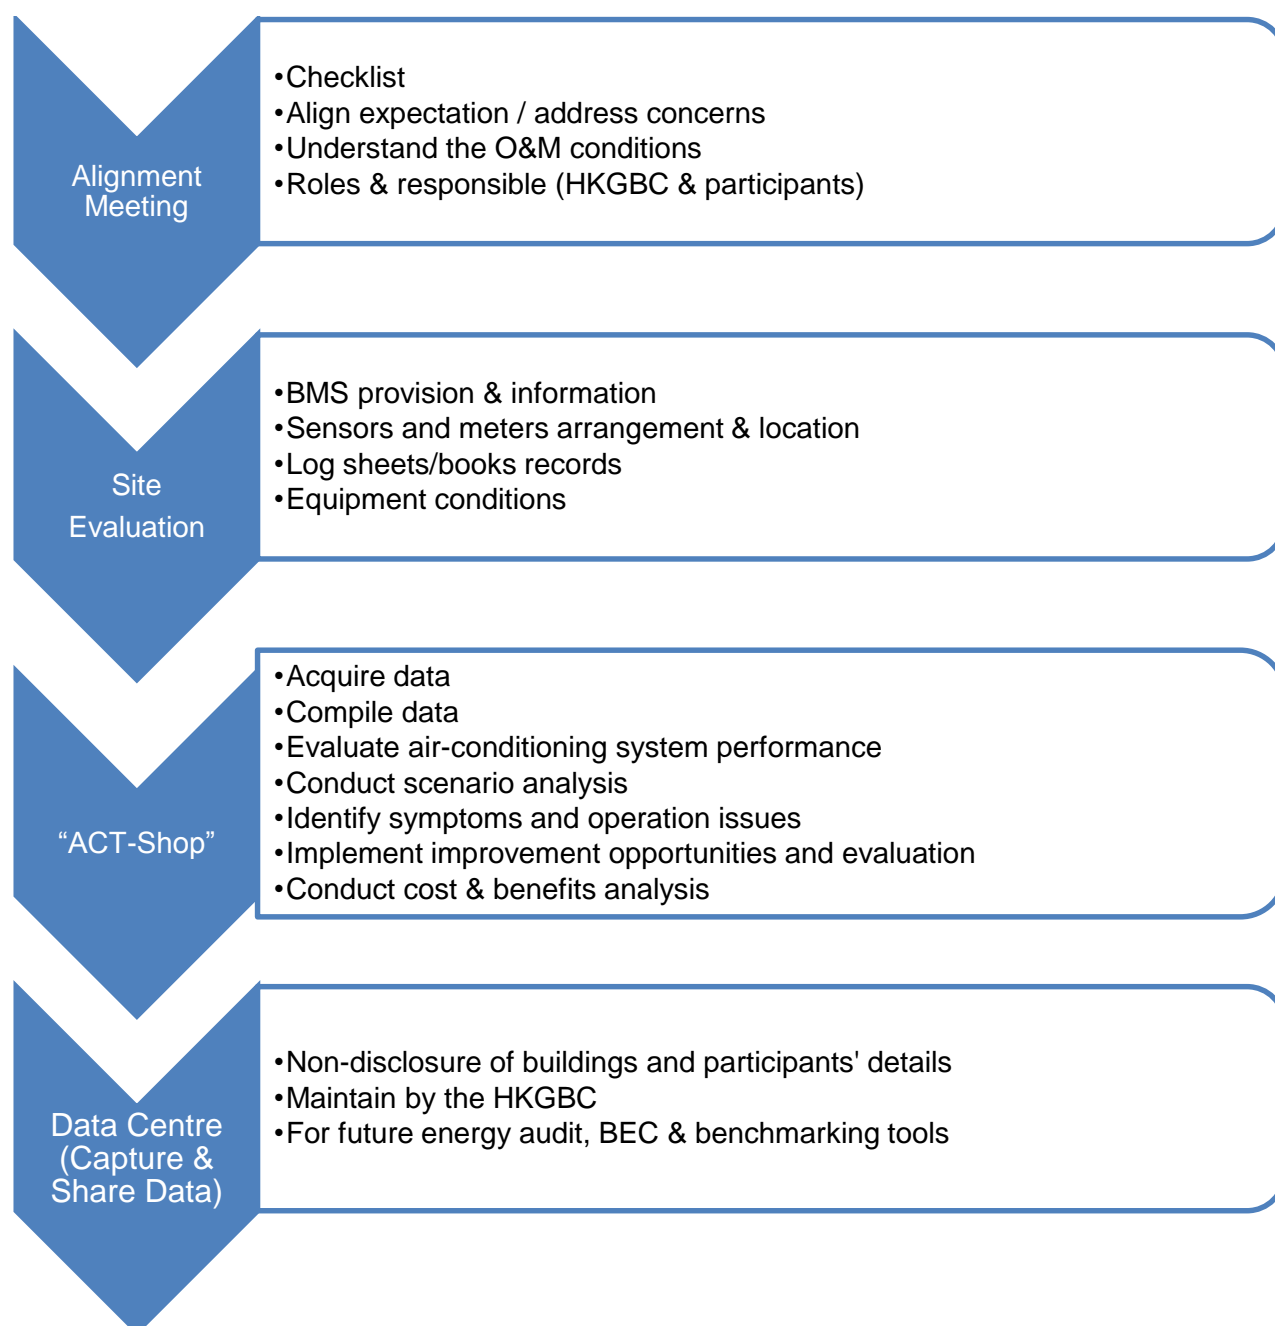 Alignment
Meeting
•Checklist
•Align expectation / address concerns
•Understand the O&M conditions
•Roles & responsible (HKGBC & participants)
Site
Evaluation
•BMS provision & information
•Sensors and meters arrangement & location
•Log sheets/books records
•Equipment conditions
“ACT-Shop”
•Acquire data
•Compile data
•Evaluate air-conditioning system performance
•Conduct scenario analysis
•Identify symptoms and operation issues
•Implement improvement opportunities and evaluation
•Conduct cost & benefits analysis
Data Centre
(Capture &
Share Data)
•Non-disclosure of buildings and participants' details
•Maintain by the HKGBC
•For future energy audit, BEC & benchmarking tools